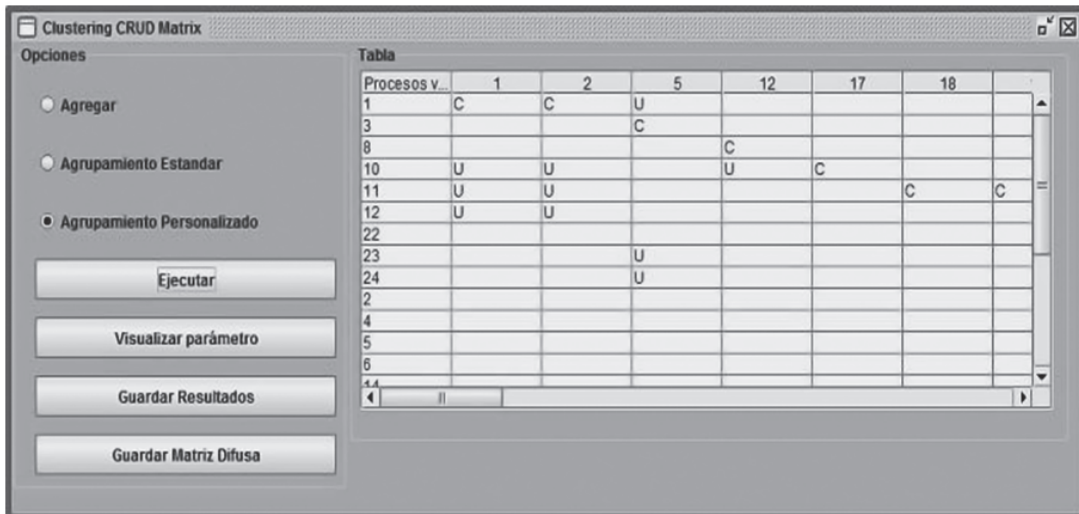 Clustering CRUD Matrix
Opciones
Agregar
Agrupamiento Estandar
Agrupamiento Personalizado
Ejecutar
Visualizar parámetro
Guardar Resultados
Guardar Matriz Difusa
Tabla
Procesos v... 1 2 5 12 17 18
1 C C U
3 C
8 C
10 U U U C
11 U U C C
12 U U
22
23 U
24 U
2
4
5
6